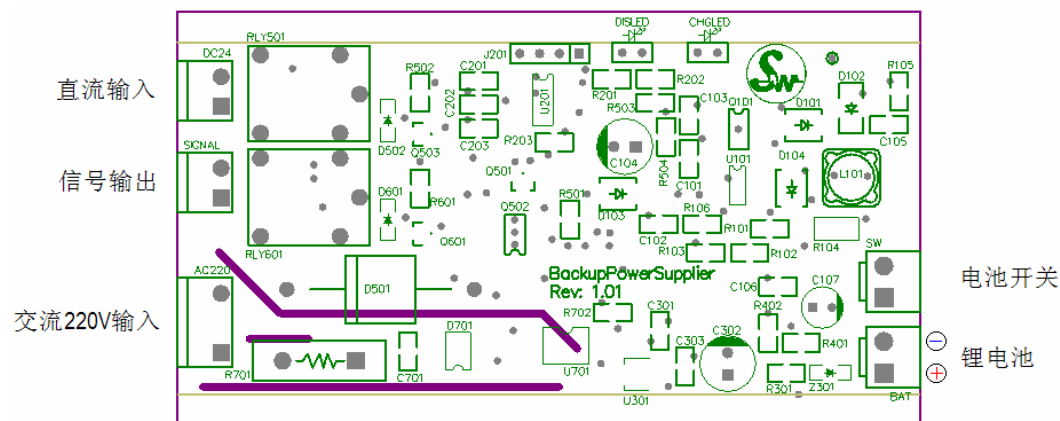 DISLED
CHGLED
RLY501
DC24
J201
R105
D102
R502
C201
R202
R201
U201
C202
R503
C103
Q1D1
D101
直流输入
Sw
C203
R203
D502
Q503
C104
R504
U101
D104
C105
SIGNAL
信号输出
Q501
C101
L101
D601
R601
R501
D103
R106
Q502
C102
R101
R104
Q601
RLY601
R103
R102
SW
AC220
BackupPowerSupplier
Rev: 1.01
D501
C106
C107
电池开关
R702
C301
R402
交流220V输入
D701
C302
C303
R401
锂电池
R701
C701
U701
U301
R301
Z301
BAT